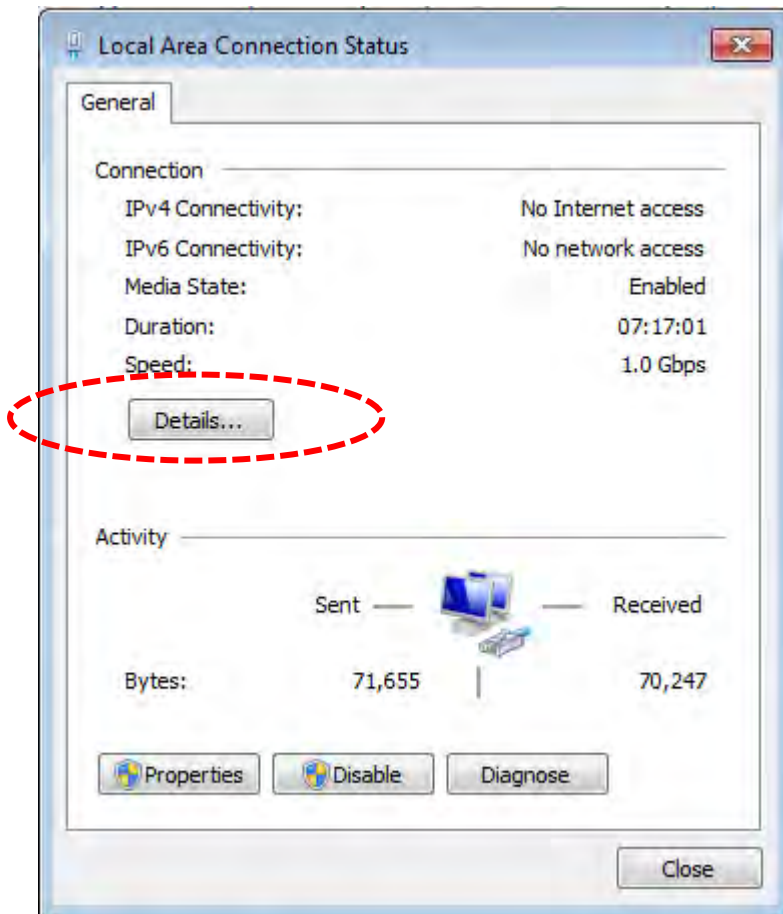 Local Area Connection Status
General
Connection
IPv4 Connectivity: No Internet access
IPv6 Connectivity: No network access
Media State: Enabled
Duration: 07:17:01
Speed: 1.0 Gbps
Details...
Activity
Sent Received
Bytes: 71,655 70,247
Properties Disable Diagnose
Close